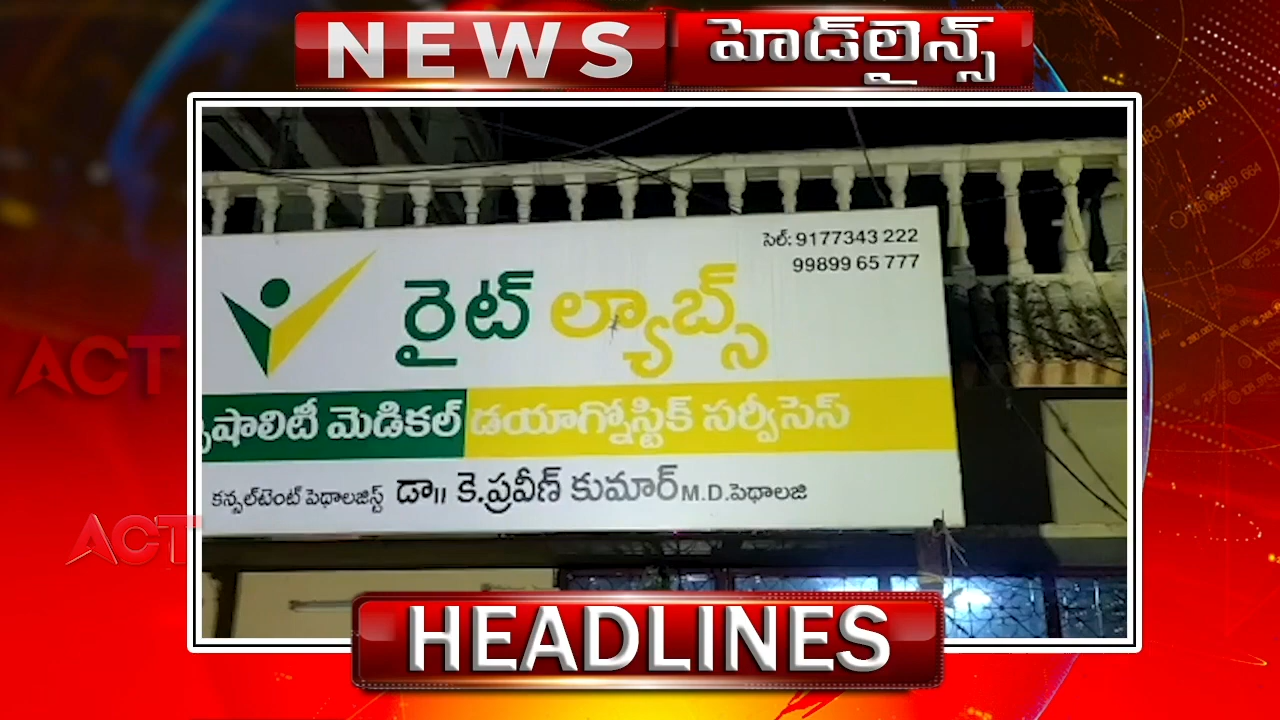 NEWS హెడ్‌లైన్స్
సెల్: 9177343 222
99899 65 777
రైట్ ల్యాబ్స్
మెడికల్ డయాగ్నోస్టిక్ సర్వీసెస్
కన్సల్‌టెంట్ పెథాలజిస్ట్ డా॥ కె.ప్రవీణ్ కుమార్ M.D.పెథాలజి
ACT
ACT
HEADLINES